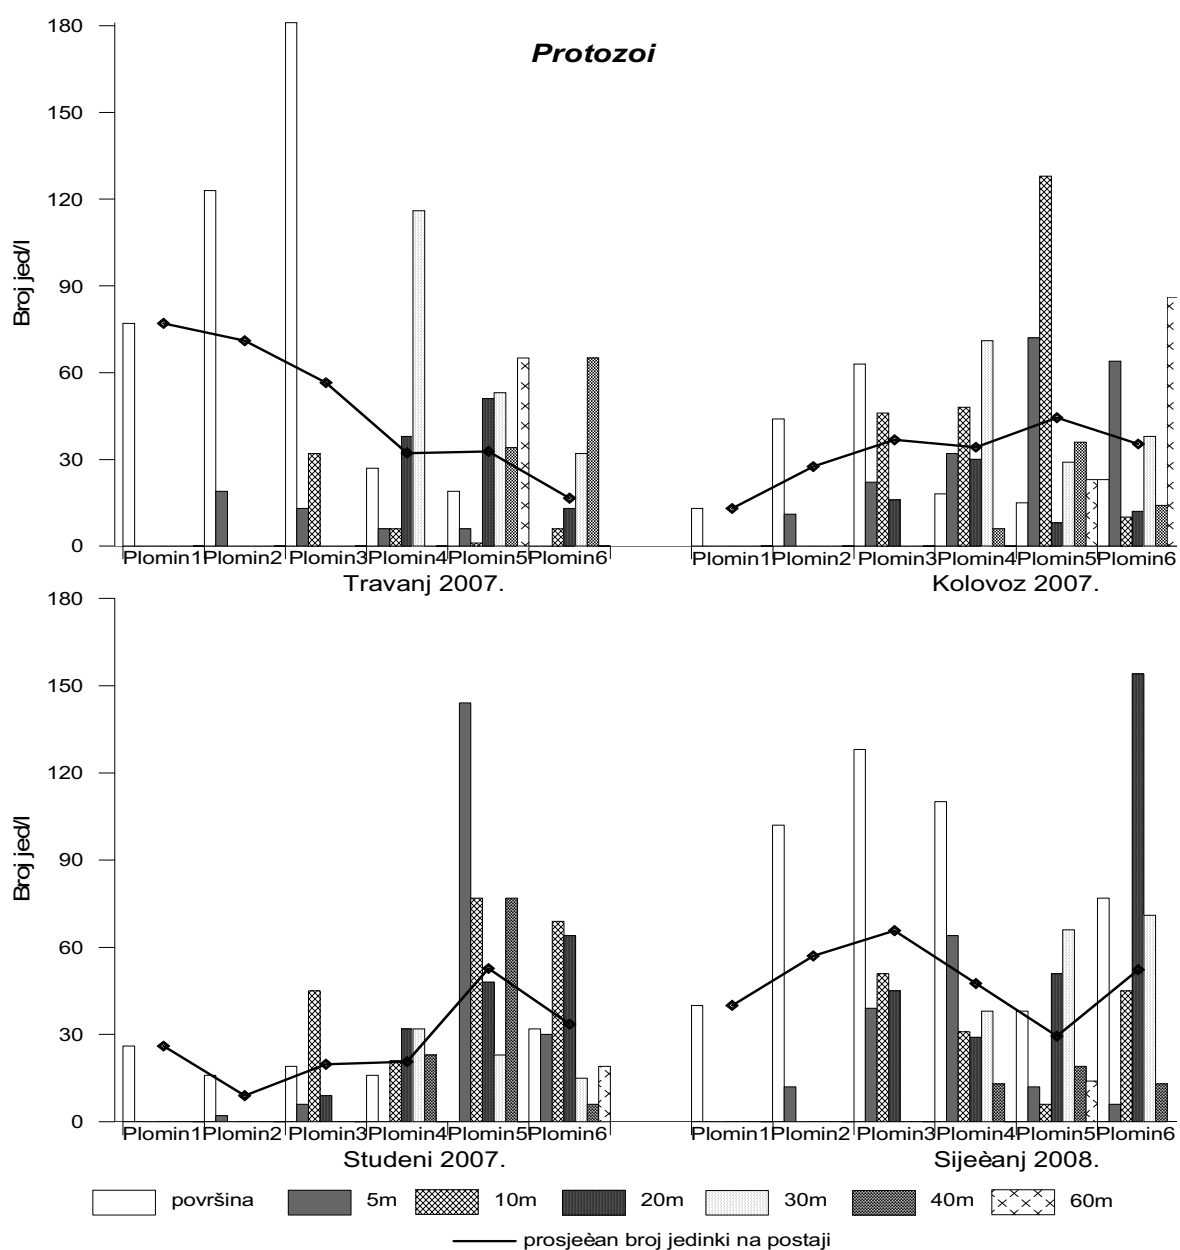 Protozoi
Broj jed/l
180
150
120
90
60
30
0
Plomin1 Plomin2 Plomin3 Plomin4 Plomin5 Plomin6
Travanj 2007.
Plomin1 Plomin2 Plomin3 Plomin4 Plomin5 Plomin6
Kolovoz 2007.
Broj jed/l
180
150
120
90
60
30
0
Plomin1 Plomin2 Plomin3 Plomin4 Plomin5 Plomin6
Studeni 2007.
Plomin1 Plomin2 Plomin3 Plomin4 Plomin5 Plomin6
Sijeèanj 2008.
površina 5m 10m 20m 30m 40m 60m
prosjeèan broj jedinki na postaji